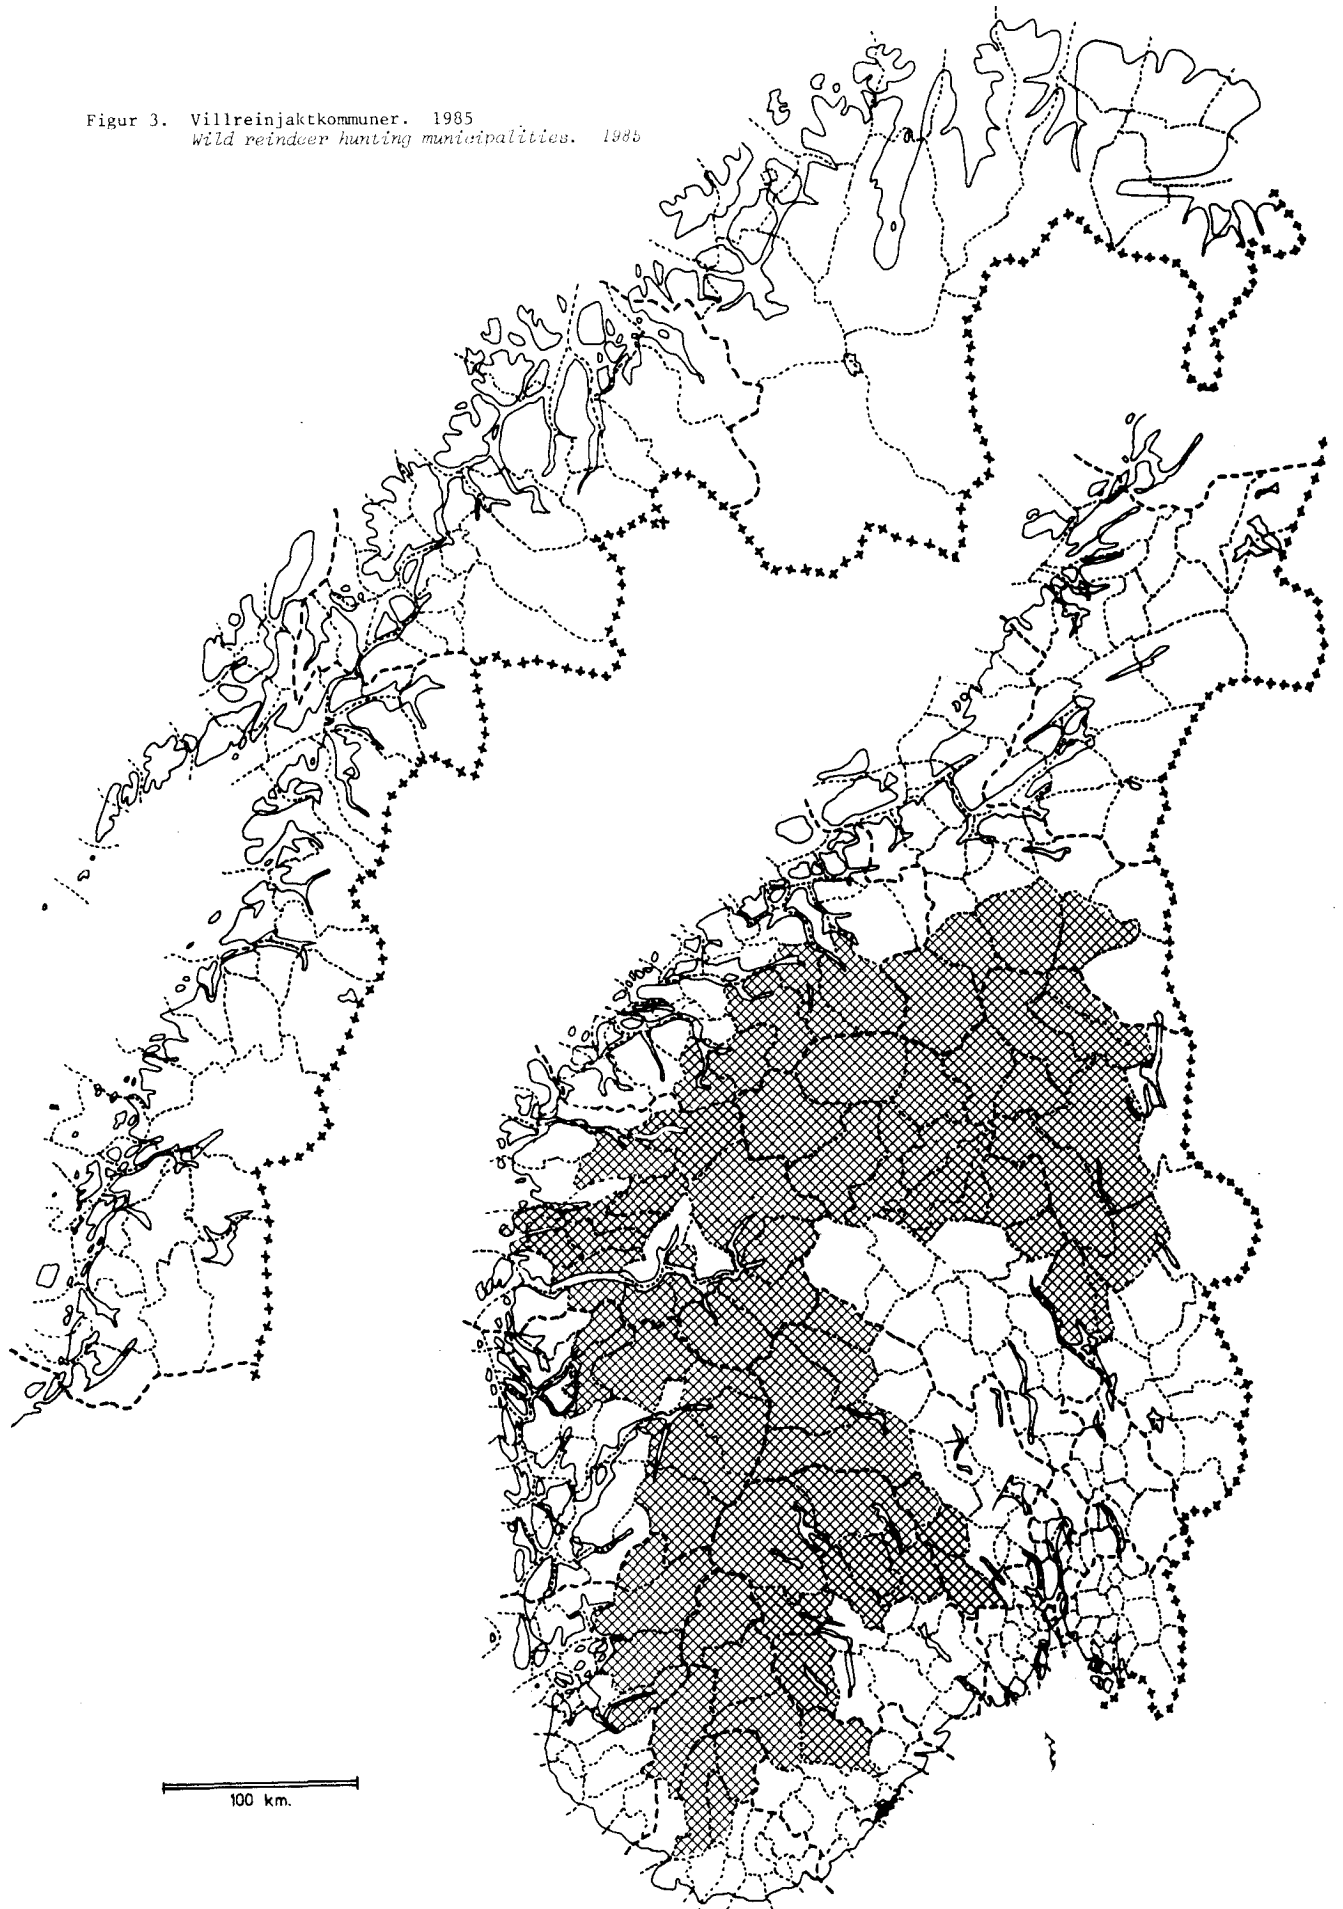 Figur 3. Villreinjaktkommuner. 1985
Wild reindeer hunting municipalities. 1985
100 km.